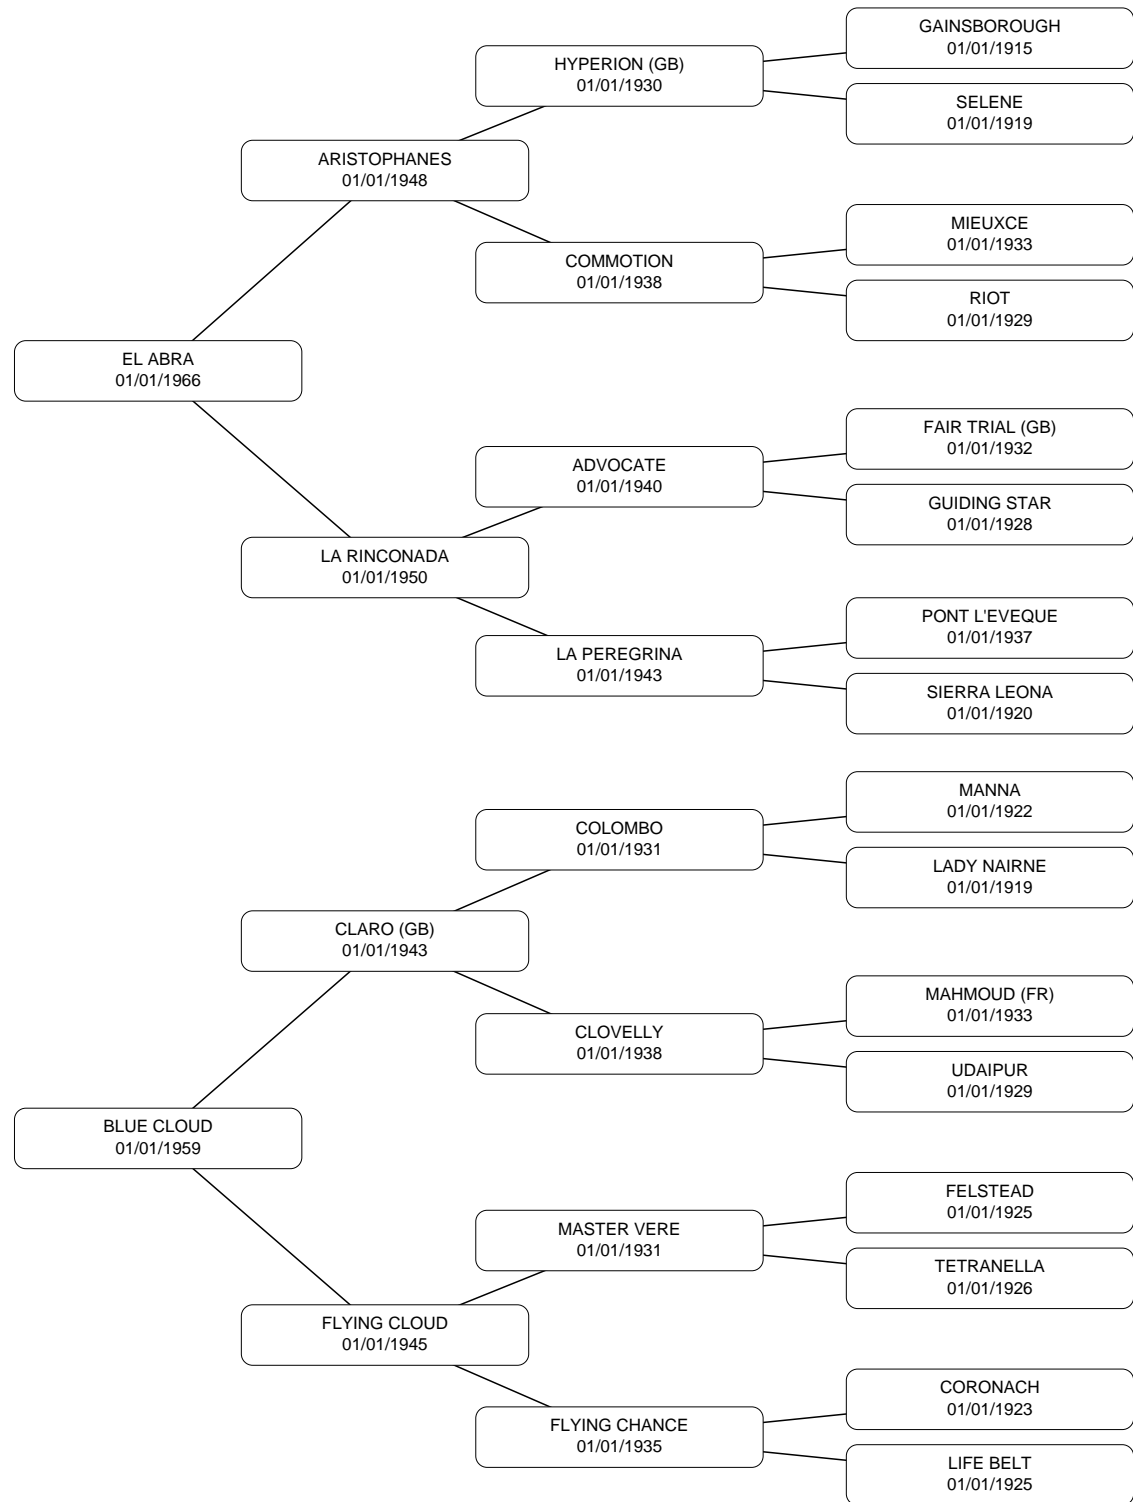 GAINSBOROUGH
01/01/1915
HYPERION (GB)
01/01/1930
SELENE
01/01/1919
ARISTOPHANES
01/01/1948
MIEUXCE
01/01/1933
COMMOTION
01/01/1938
RIOT
01/01/1929
EL ABRA
01/01/1966
FAIR TRIAL (GB)
01/01/1932
ADVOCATE
01/01/1940
GUIDING STAR
01/01/1928
LA RINCONADA
01/01/1950
PONT L'EVEQUE
01/01/1937
LA PEREGRINA
01/01/1943
SIERRA LEONA
01/01/1920
MANNA
01/01/1922
COLOMBO
01/01/1931
LADY NAIRNE
01/01/1919
CLARO (GB)
01/01/1943
MAHMOUD (FR)
01/01/1933
CLOVELLY
01/01/1938
UDAIPUR
01/01/1929
BLUE CLOUD
01/01/1959
FELSTEAD
01/01/1925
MASTER VERE
01/01/1931
TETRANELLA
01/01/1926
FLYING CLOUD
01/01/1945
CORONACH
01/01/1923
FLYING CHANCE
01/01/1935
LIFE BELT
01/01/1925